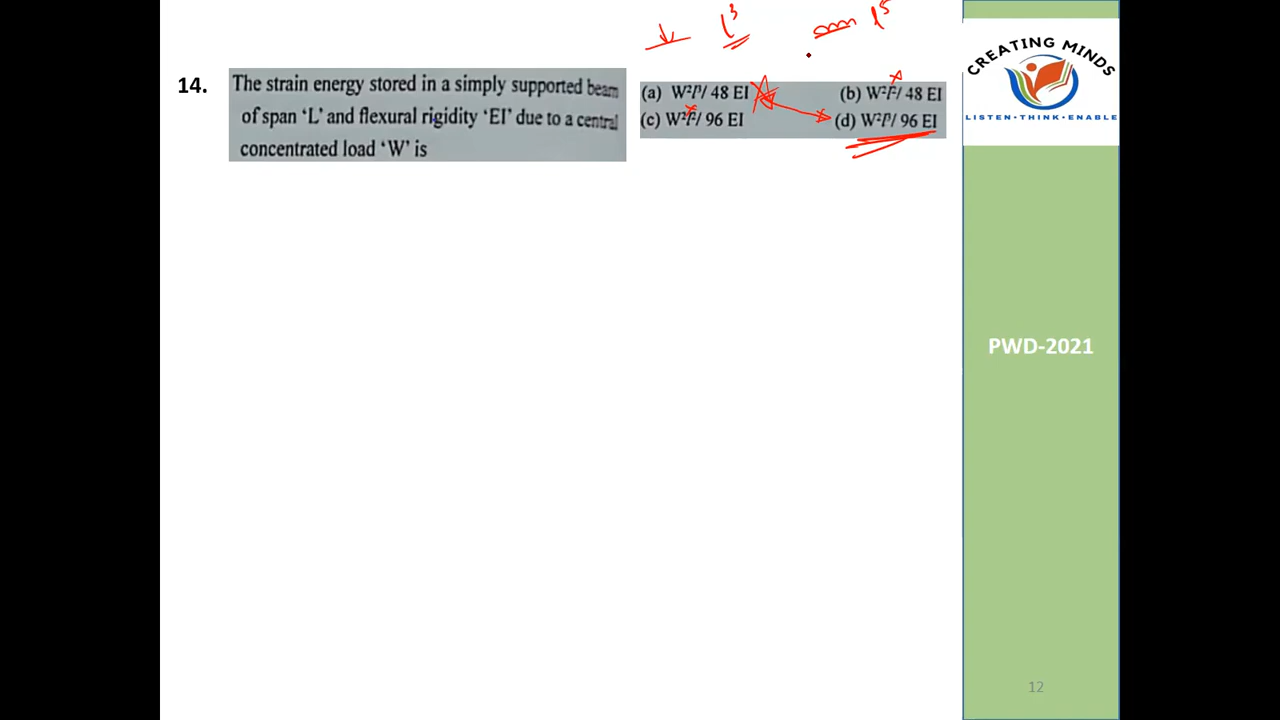 l³ l⁵
14. The strain energy stored in a simply supported beam
of span ‘L’ and flexural rigidity ‘EI’ due to a central
concentrated load ‘W’ is
(a) W²l³/ 48 EI (b) W²l²/ 48 EI
(c) W²l²/ 96 EI (d) W²l³/ 96 EI
CREATING MINDS
LISTEN·THINK·ENABLE
PWD-2021
12